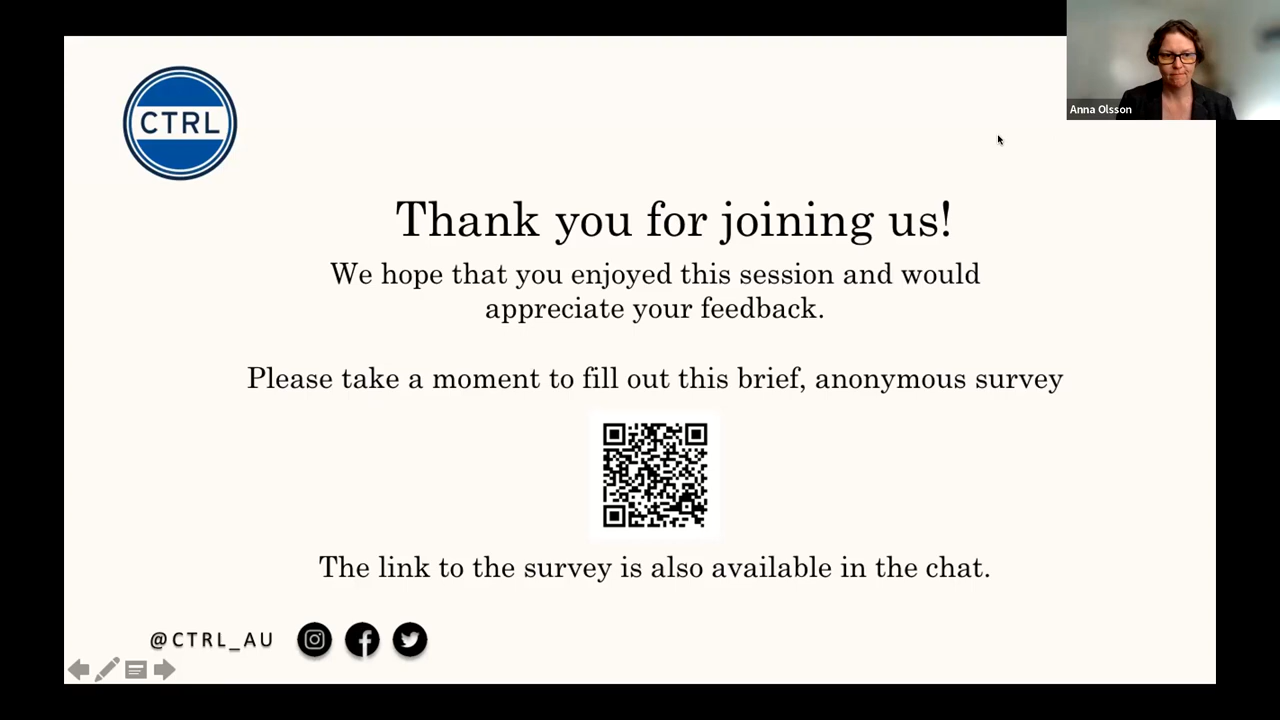 CTRL
Anna Olsson
Thank you for joining us!
We hope that you enjoyed this session and would
appreciate your feedback.
Please take a moment to fill out this brief, anonymous survey
The link to the survey is also available in the chat.
@CTRL_AU